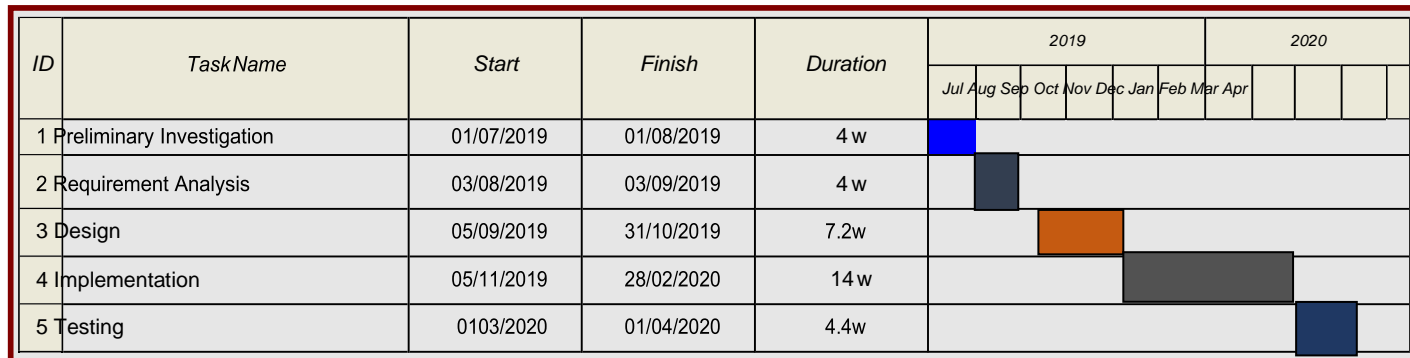 ID Task Name Start Finish Duration 2019 2020
Jul Aug Sep Oct Nov Dec Jan Feb Mar Apr
1 Preliminary Investigation 01/07/2019 01/08/2019 4 w
2 Requirement Analysis 03/08/2019 03/09/2019 4 w
3 Design 05/09/2019 31/10/2019 7.2w
4 Implementation 05/11/2019 28/02/2020 14 w
5 Testing 0103/2020 01/04/2020 4.4w